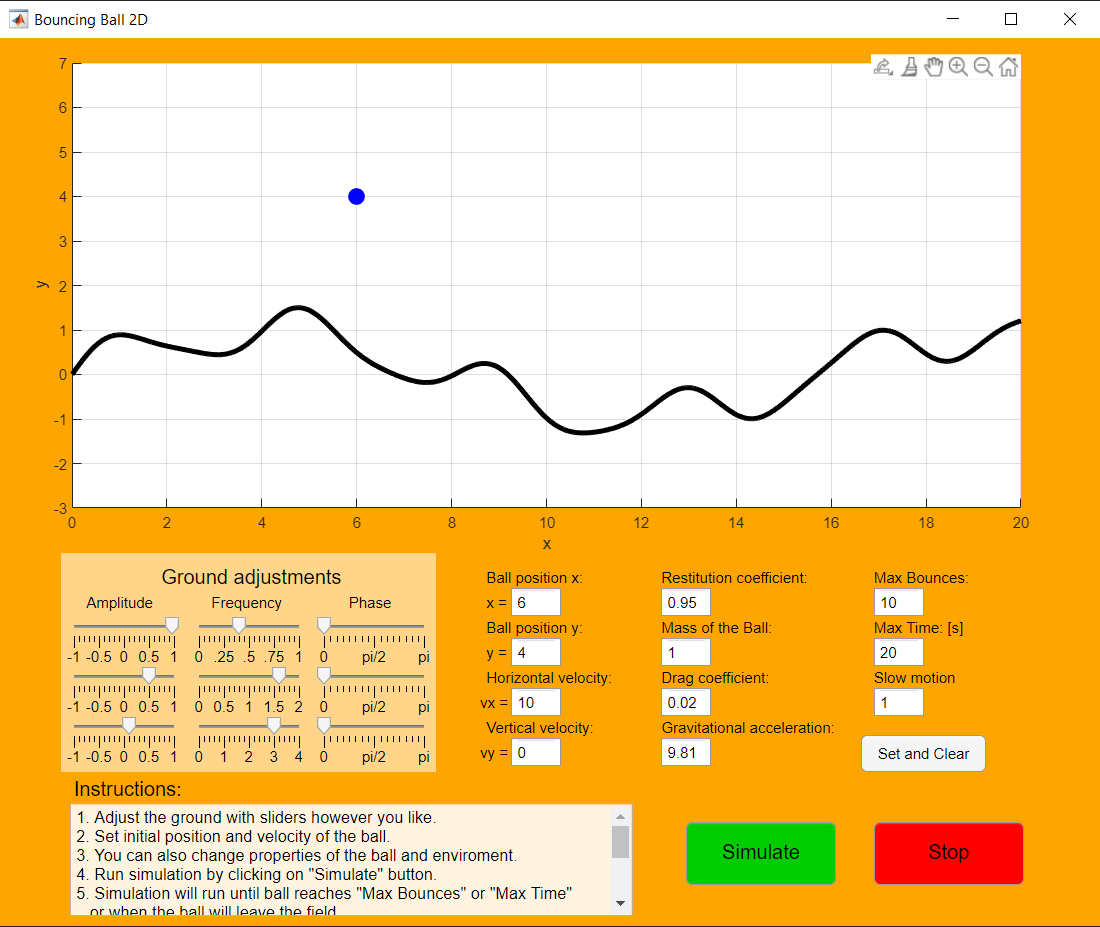 Bouncing Ball 2D
7
6
5
4
3
2
1
0
-1
-2
-3
y
0 2 4 6 8 10 12 14 16 18 20
x
Ground adjustments
Amplitude Frequency Phase
-1 -0.5 0 0.5 1 0 .25 .5 .75 1 0 pi/2 pi
-1 -0.5 0 0.5 1 0 0.5 1 1.5 2 0 pi/2 pi
-1 -0.5 0 0.5 1 0 1 2 3 4 0 pi/2 pi
Ball position x:
x = 6
Ball position y:
y = 4
Horizontal velocity:
vx = 10
Vertical velocity:
vy = 0
Restitution coefficient:
0.95
Mass of the Ball:
1
Drag coefficient:
0.02
Gravitational acceleration:
9.81
Max Bounces:
10
Max Time: [s]
20
Slow motion
1
Set and Clear
Instructions:
1. Adjust the ground with sliders however you like.
2. Set initial position and velocity of the ball.
3. You can also change properties of the ball and enviroment.
4. Run simulation by clicking on "Simulate" button.
5. Simulation will run until ball reaches "Max Bounces" or "Max Time"
or when the ball will leave the field
Simulate
Stop